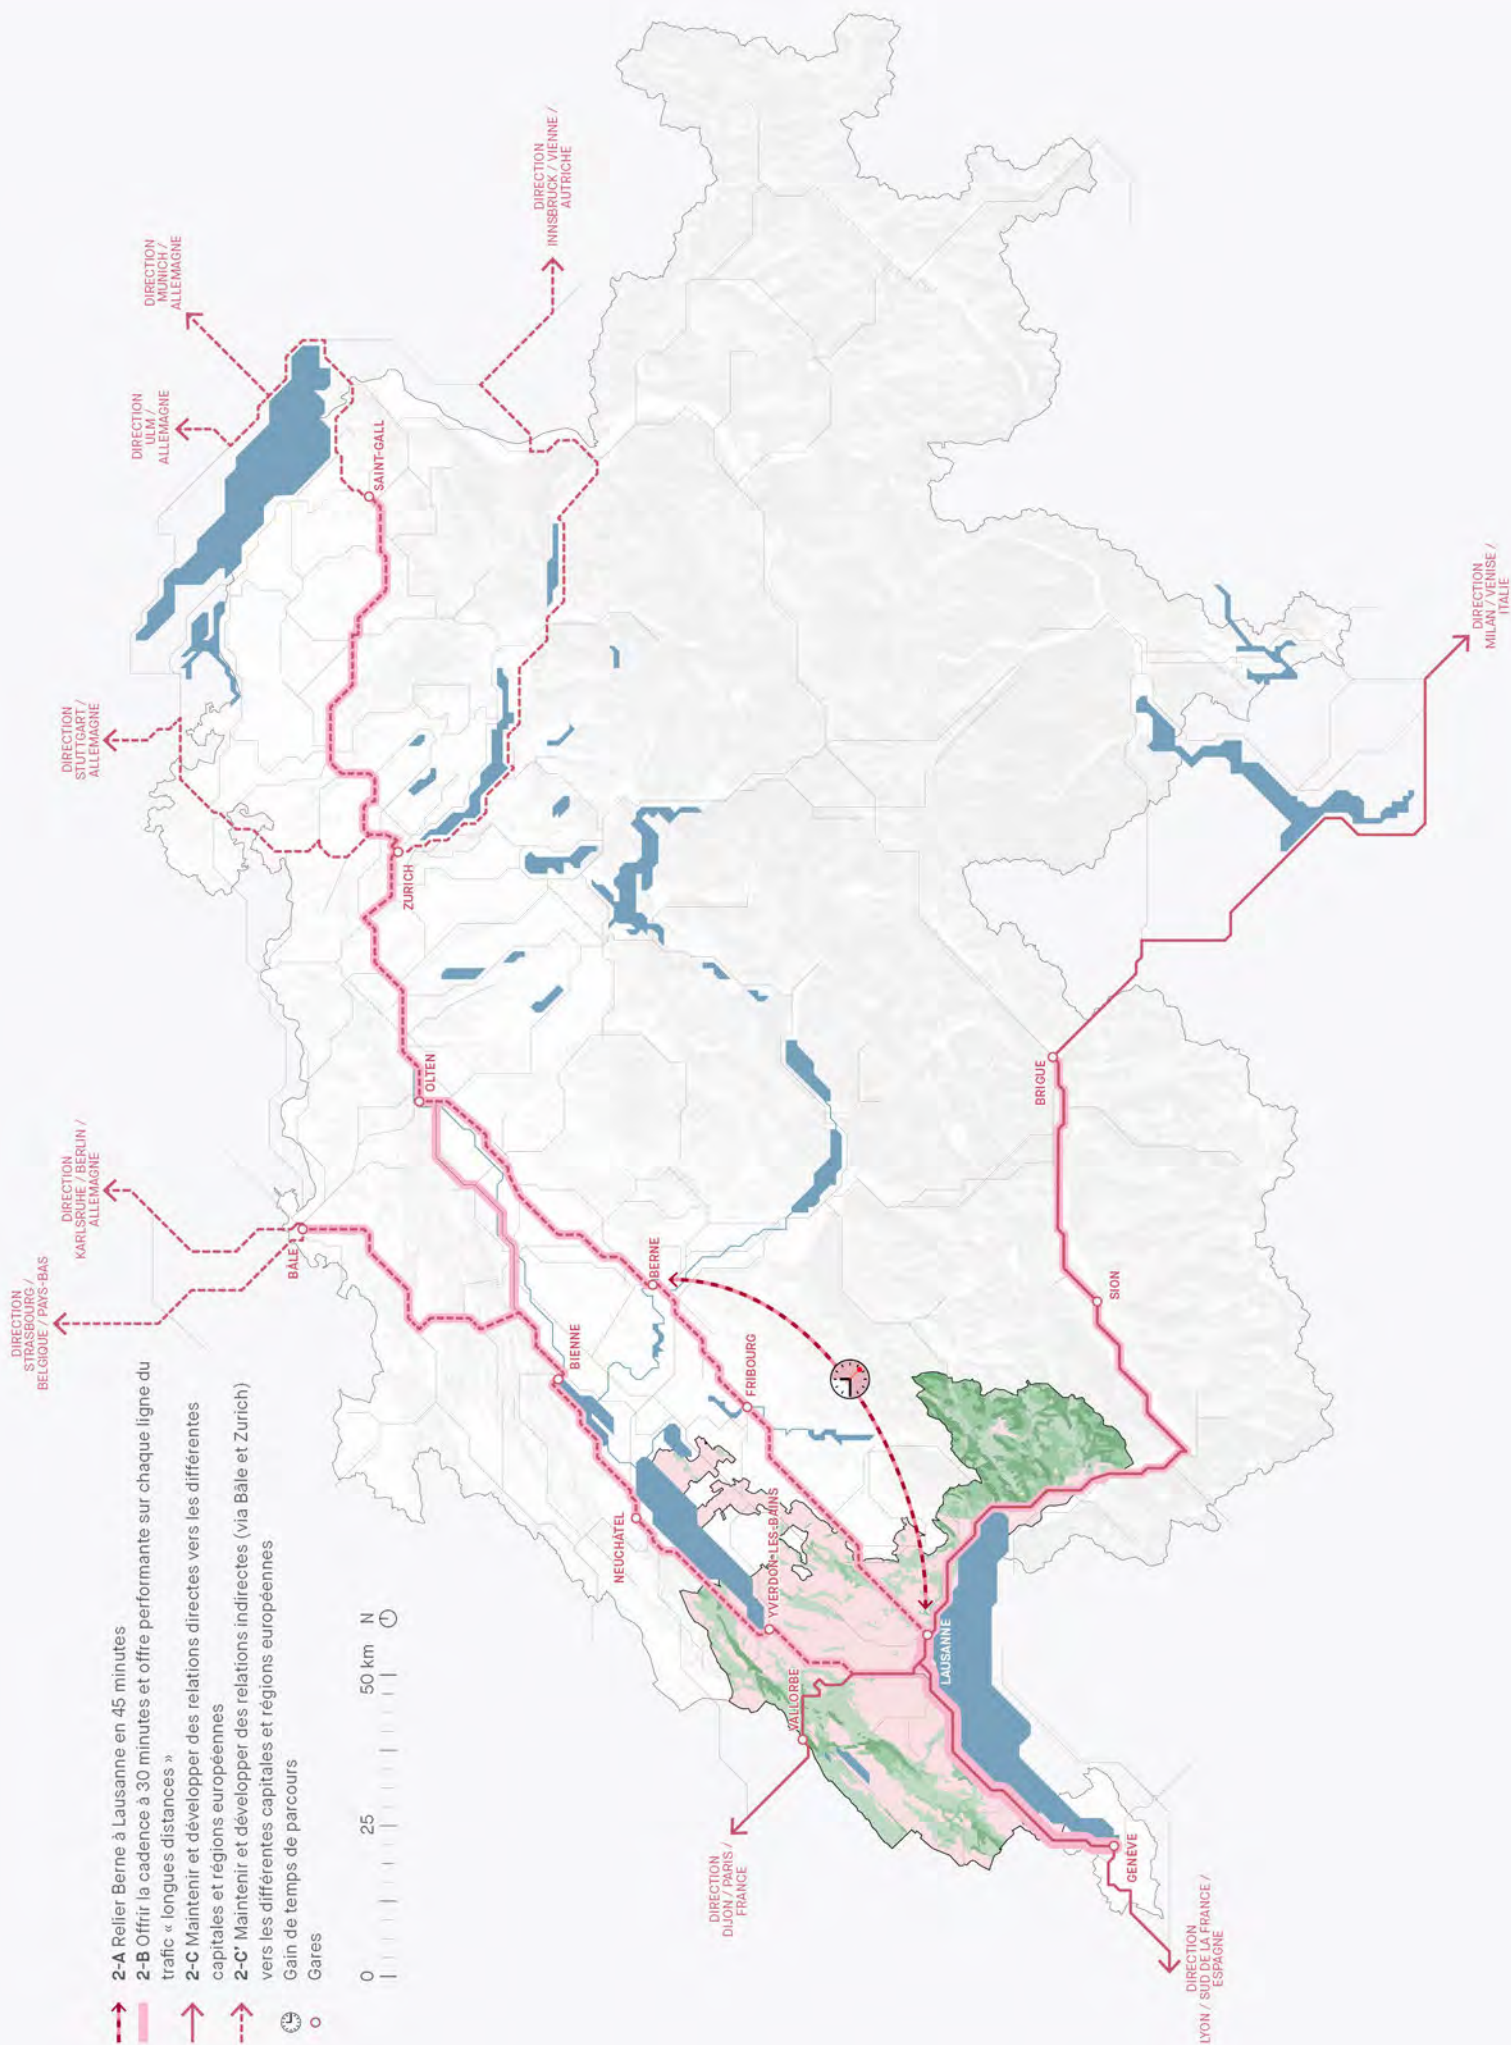 2-A Relier Berne à Lausanne en 45 minutes
2-B Offrir la cadence à 30 minutes et offre performante sur chaque ligne du
trafic « longues distances »
2-C Maintenir et développer des relations directes vers les différentes
capitales et régions européennes
2-C' Maintenir et développer des relations indirectes (via Bâle et Zurich)
vers les différentes capitales et régions européennes
Gain de temps de parcours
Gares
0
25
50 km
N
DIRECTION
STRASBOURG /
BELGIQUE / PAYS-BAS
DIRECTION
KARLSRUHE / BERLIN /
ALLEMAGNE
DIRECTION
STUTTGART /
ALLEMAGNE
DIRECTION
ULM /
ALLEMAGNE
DIRECTION
MUNICH /
ALLEMAGNE
DIRECTION
INNSBRUCK / VIENNE /
AUTRICHE
BÂLE
OLTEN
ZURICH
SAINT-GALL
BIENNE
BERNE
NEUCHÂTEL
FRIBOURG
YVERDON-LES-BAINS
VALLORBE
LAUSANNE
SION
BRIGUE
GENÈVE
DIRECTION
DIJON / PARIS /
FRANCE
DIRECTION
LYON / SUD DE LA FRANCE /
ESPAGNE
DIRECTION
MILAN / VENISE /
ITALIE